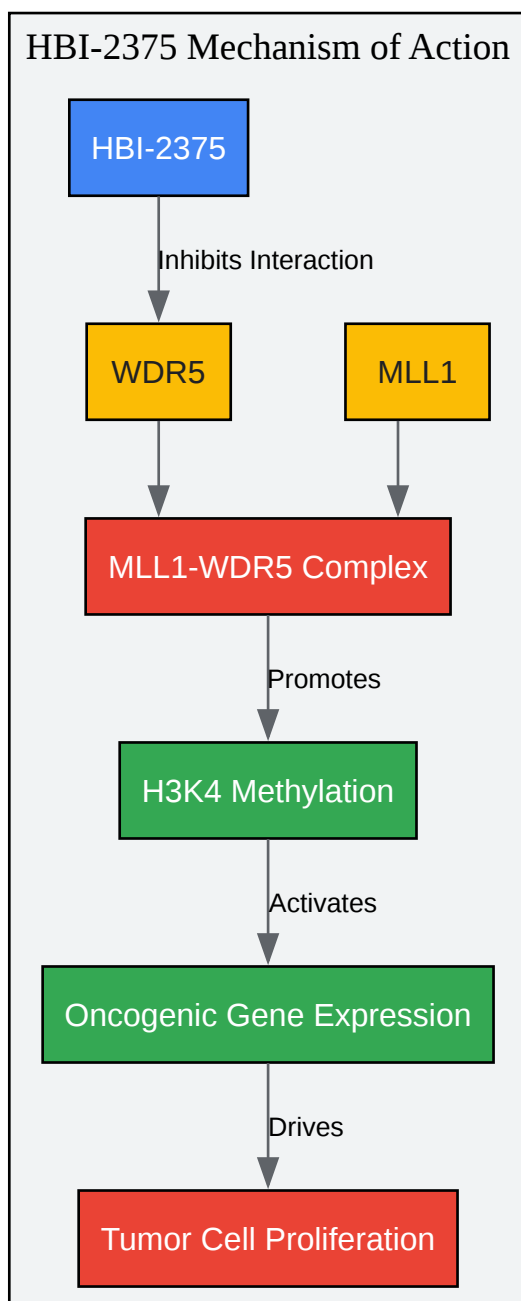 HBI-2375 Mechanism of Action
HBI-2375
Inhibits Interaction
WDR5
MLL1
MLL1-WDR5 Complex
Promotes
H3K4 Methylation
Activates
Oncogenic Gene Expression
Drives
Tumor Cell Proliferation